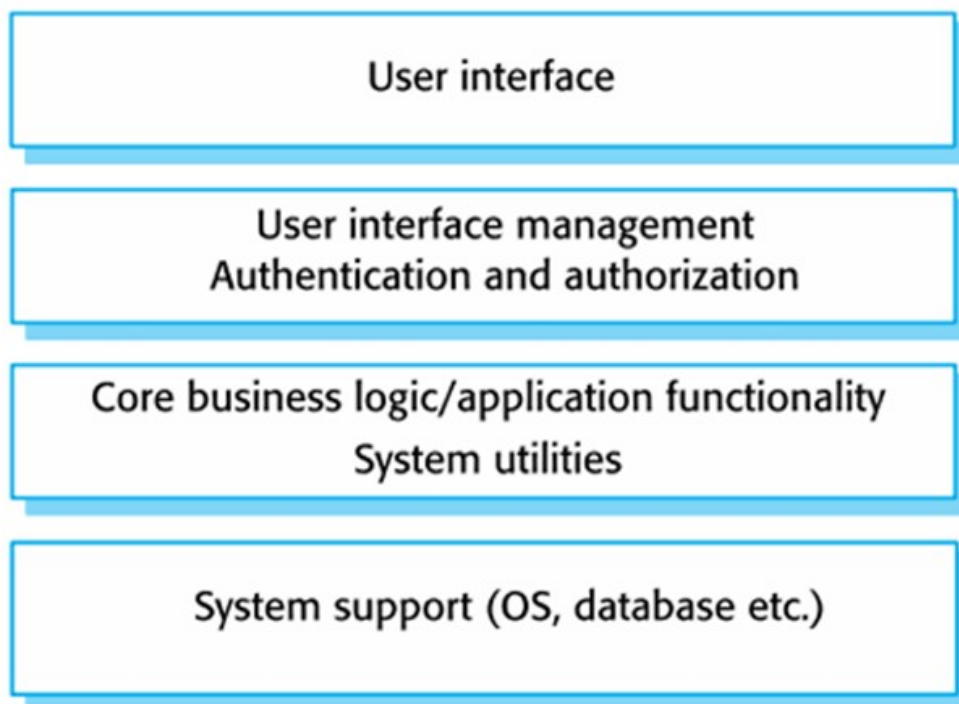 User interface
User interface management
Authentication and authorization
Core business logic/application functionality
System utilities
System support (OS, database etc.)